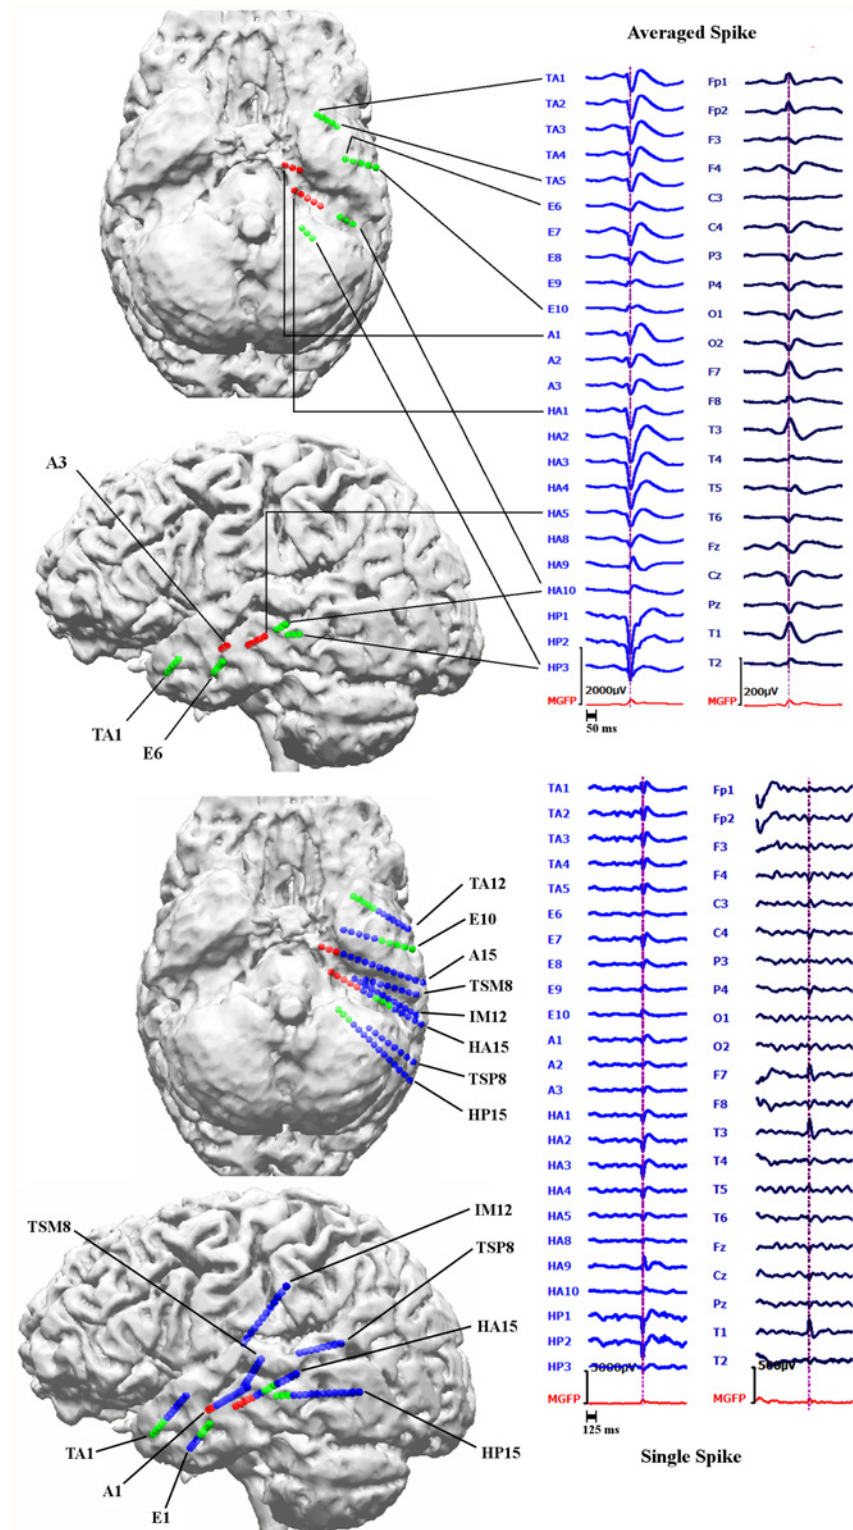 Averaged Spike
TA1
TA2
TA3
TA4
TA5
E6
E7
E8
E9
E10
A1
A2
A3
HA1
HA2
HA3
HA4
HA5
HA8
HA9
HA10
HP1
HP2
HP3
MGFP
2000µV
50 ms
Fp1
Fp2
F3
F4
C3
C4
P3
P4
O1
O2
F7
F8
T3
T4
T5
T6
Fz
Cz
Pz
T1
T2
200µV
MGFP
A3
TA1
E6
TA12
E10
A15
TSM8
IM12
HA15
TSP8
HP15
TSM8
IM12
TSP8
HA15
HP15
TA1
A1
E1
TA1
TA2
TA3
TA4
TA5
E6
E7
E8
E9
E10
A1
A2
A3
HA1
HA2
HA3
HA4
HA5
HA8
HA9
HA10
HP1
HP2
HP3
3000µV
MGFP
125 ms
Fp1
Fp2
F3
F4
C3
C4
P3
P4
O1
O2
F7
F8
T3
T4
T5
T6
Fz
Cz
Pz
T1
T2
500µV
MGFP
Single Spike